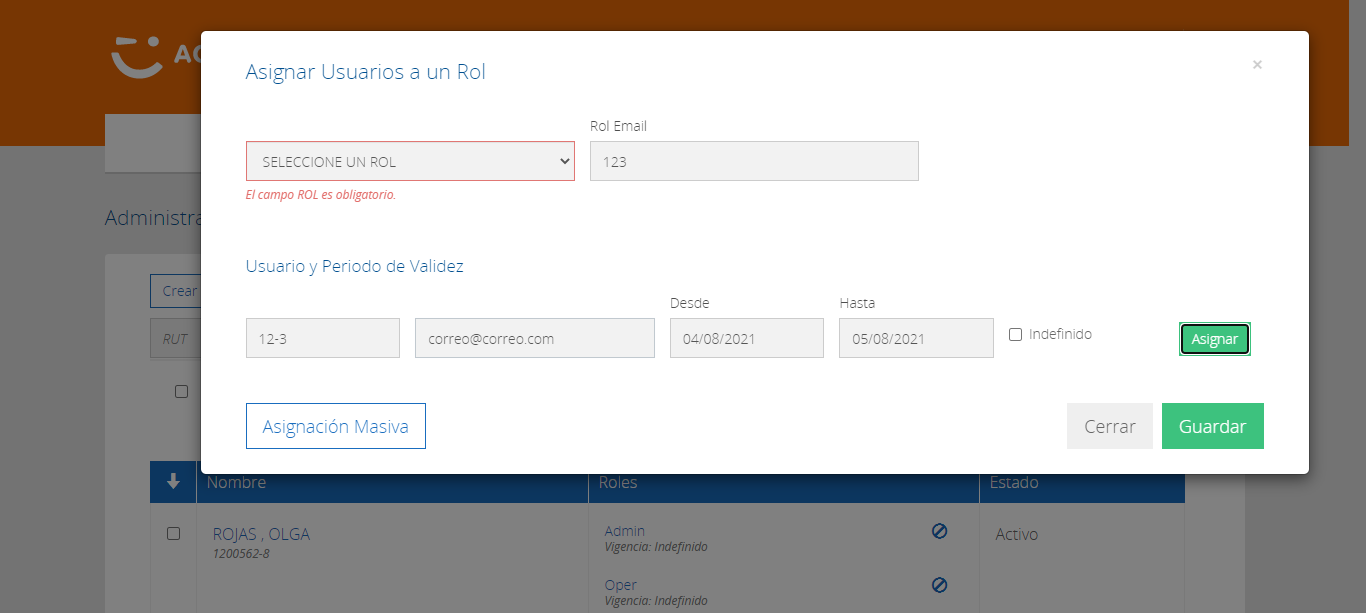 Asignar Usuarios a un Rol
×
Rol Email
SELECCIONE UN ROL
123
El campo ROL es obligatorio.
Administra
Usuario y Periodo de Validez
Crear
Desde
Hasta
RUT
12-3
correo@correo.com
04/08/2021
05/08/2021
Indefinido
Asignar
Asignación Masiva
Cerrar
Guardar
Nombre
Roles
Estado
ROJAS , OLGA
1200562-8
Admin
Vigencia: Indefinido
Activo
Oper
Vigencia: Indefinido